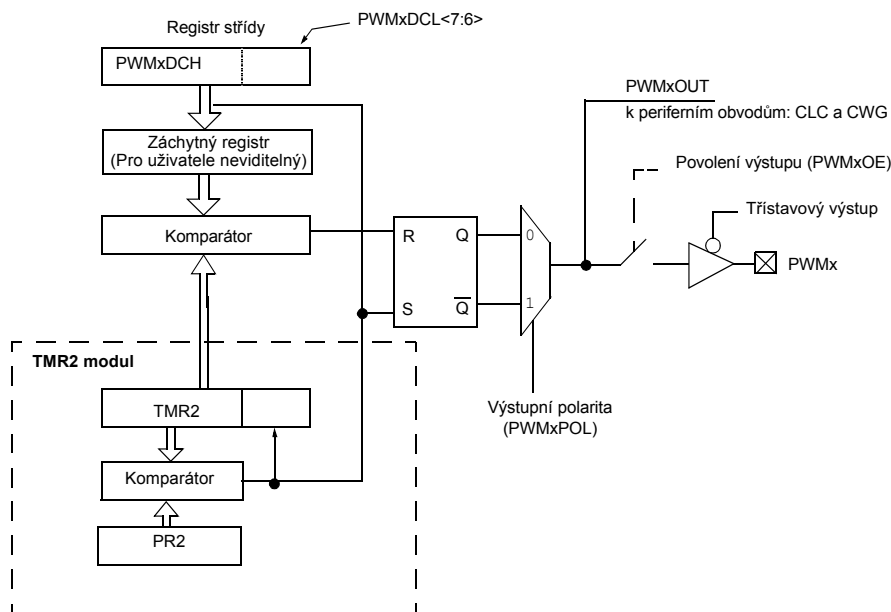 Registr střídy
PWMxDCL<7:6>
PWMxDCH
PWMxOUT
k periferním obvodům: CLC a CWG
Záchytný registr
(Pro uživatele neviditelný)
Povolení výstupu (PWMxOE)
Třístavový výstup
Komparátor
R
Q
0
PWMx
S
Q
1
TMR2 modul
TMR2
Výstupní polarita
(PWMxPOL)
Komparátor
PR2